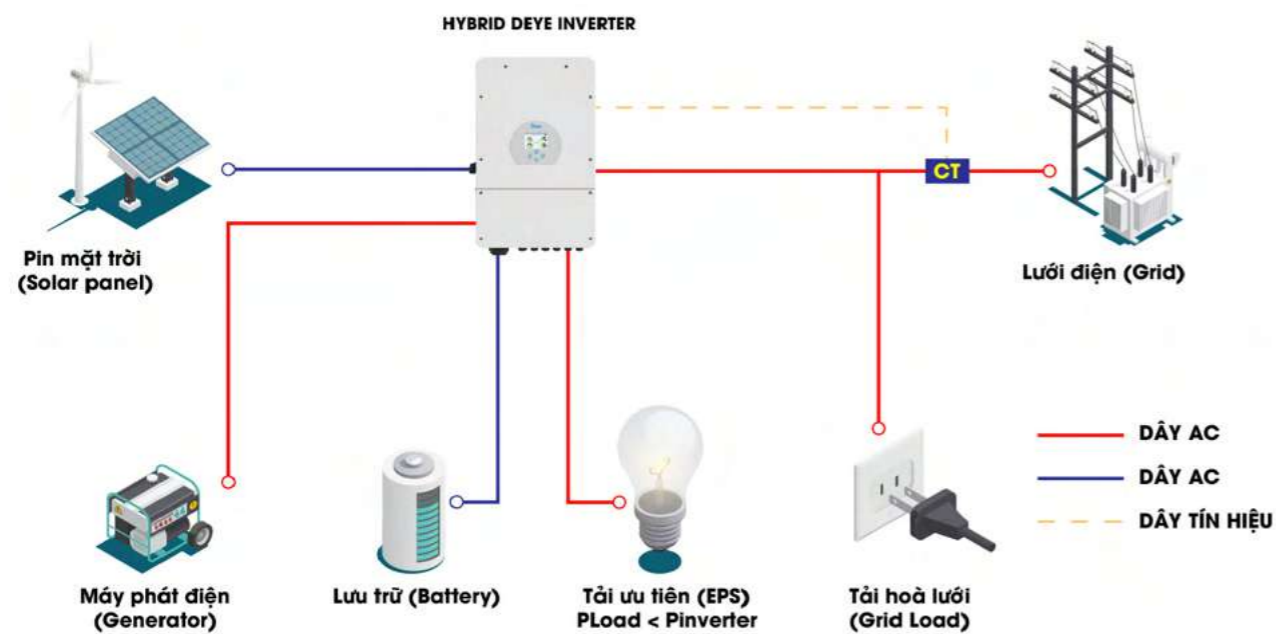 HYBRID DEYE INVERTER
CT
Pin mặt trời
(Solar panel)
Lưới điện (Grid)
DÂY AC
DÂY AC
DÂY TÍN HIỆU
Máy phát điện
(Generator)
Lưu trữ (Battery)
Tải ưu tiên (EPS)
PLoad < Pinverter
Tải hoà lưới
(Grid Load)